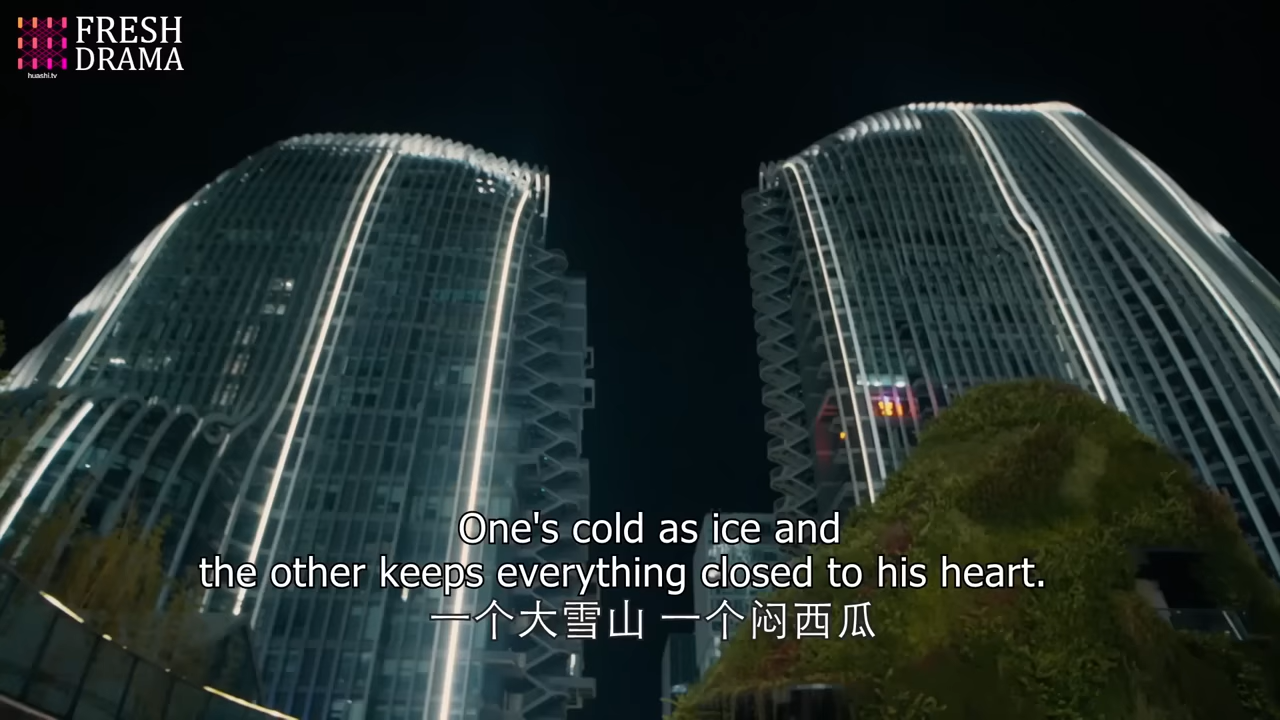 FRESH
DRAMA
huashi.tv
One's cold as ice and
the other keeps everything closed to his heart.
一个大雪山 一个闷西瓜